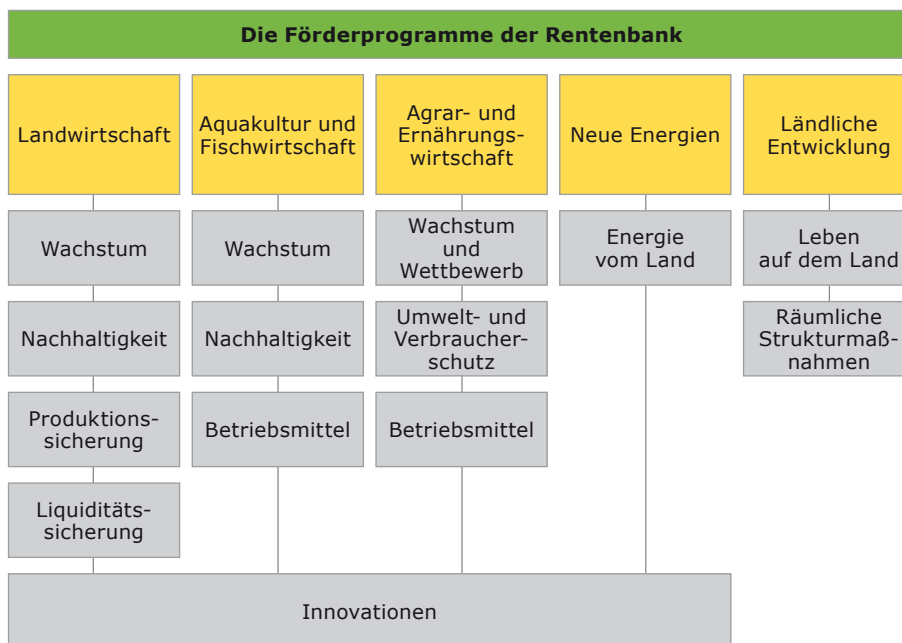 Die Förderprogramme der Rentenbank
Landwirtschaft
Aquakultur und
Fischwirtschaft
Agrar- und
Ernährungs-
wirtschaft
Neue Energien
Ländliche
Entwicklung
Wachstum
Wachstum
Wachstum
und
Wettbewerb
Energie
vom Land
Leben
auf dem Land
Nachhaltigkeit
Nachhaltigkeit
Umwelt- und
Verbraucher-
schutz
Räumliche
Strukturmaß-
nahmen
Produktions-
sicherung
Betriebsmittel
Betriebsmittel
Liquiditäts-
sicherung
Innovationen